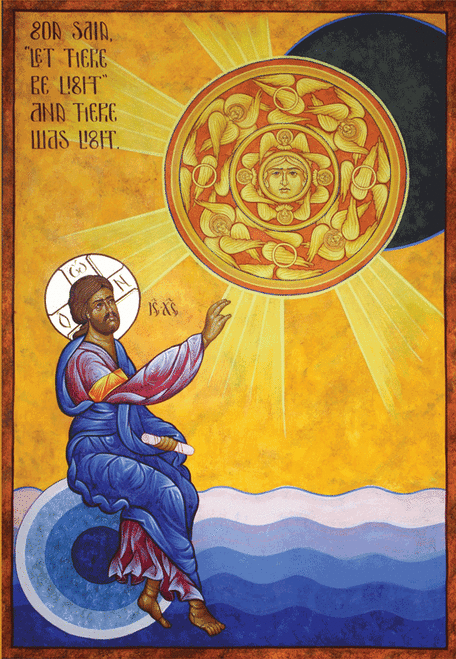 GOD SAID,
"LET THERE
BE LIGHT"
AND THERE
WAS LIGHT.
Ο Ѡ Ν
IC XC